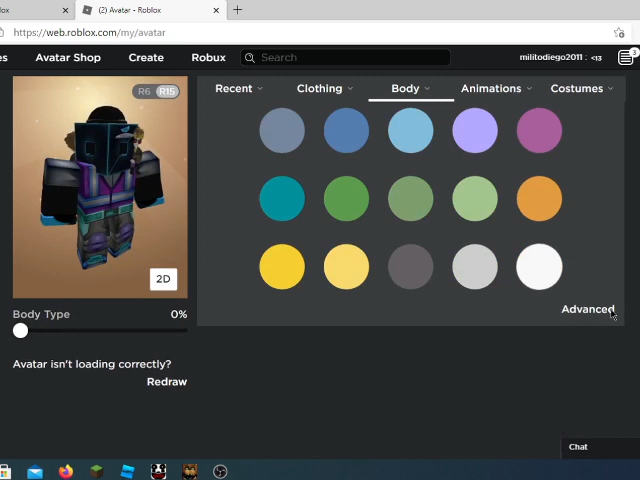 lox
(2) Avatar - Roblox
https://web.roblox.com/my/avatar
es Avatar Shop Create Robux Search militodiego2011 : <13 3
R6 R15 Recent Clothing Body Animations Costumes
2D
Advanced
Body Type 0%
Avatar isn't loading correctly?
Redraw
Chat